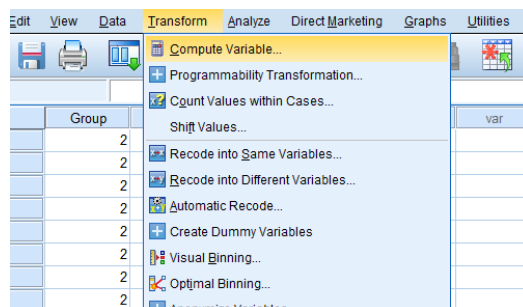 Edit View Data Transform Analyze Direct Marketing Graphs Utilities
Compute Variable...
Programmability Transformation...
Count Values within Cases...
Shift Values...
Group var
2
Recode into Same Variables...
2
Recode into Different Variables...
2
Automatic Recode...
2
Create Dummy Variables
2
Visual Binning...
2
Optimal Binning...
2
2